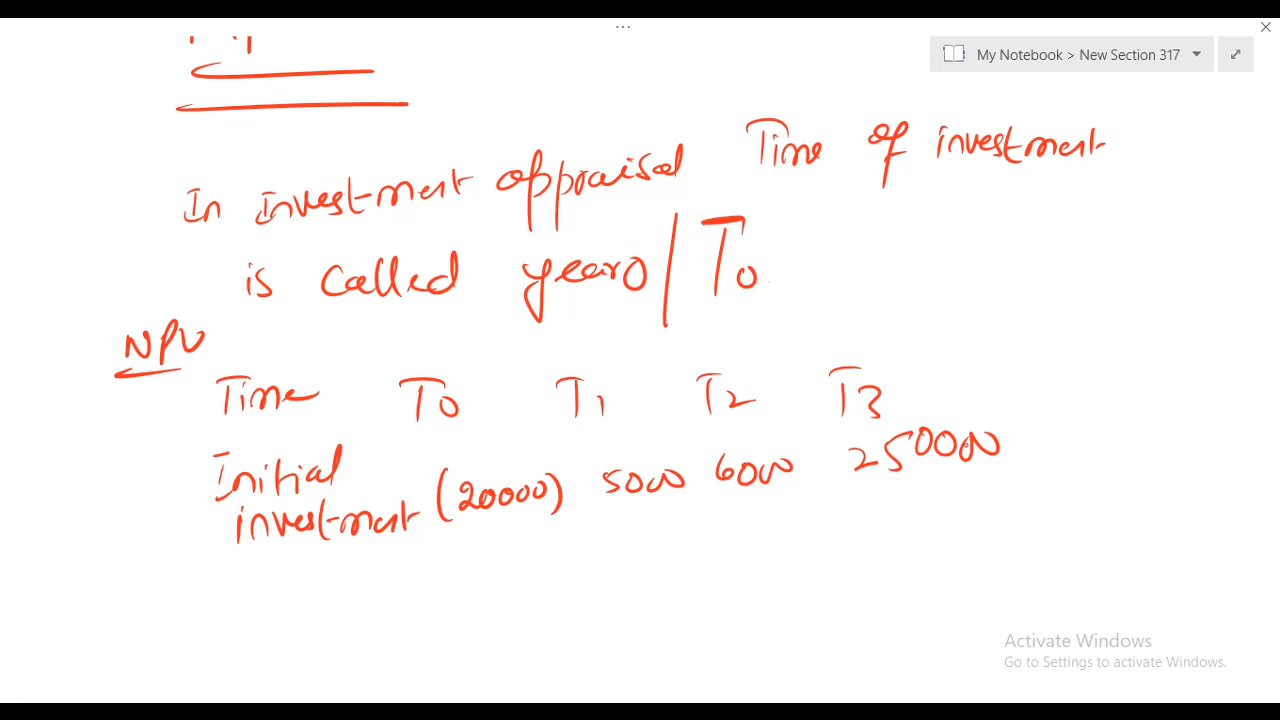 My Notebook > New Section 317
In investment appraisal Time of investment
is called year0 / T0
NPV
Time T0 T1 T2 T3
Initial
investment (20000) 5000 6000 25000
Activate Windows
Go to Settings to activate Windows.